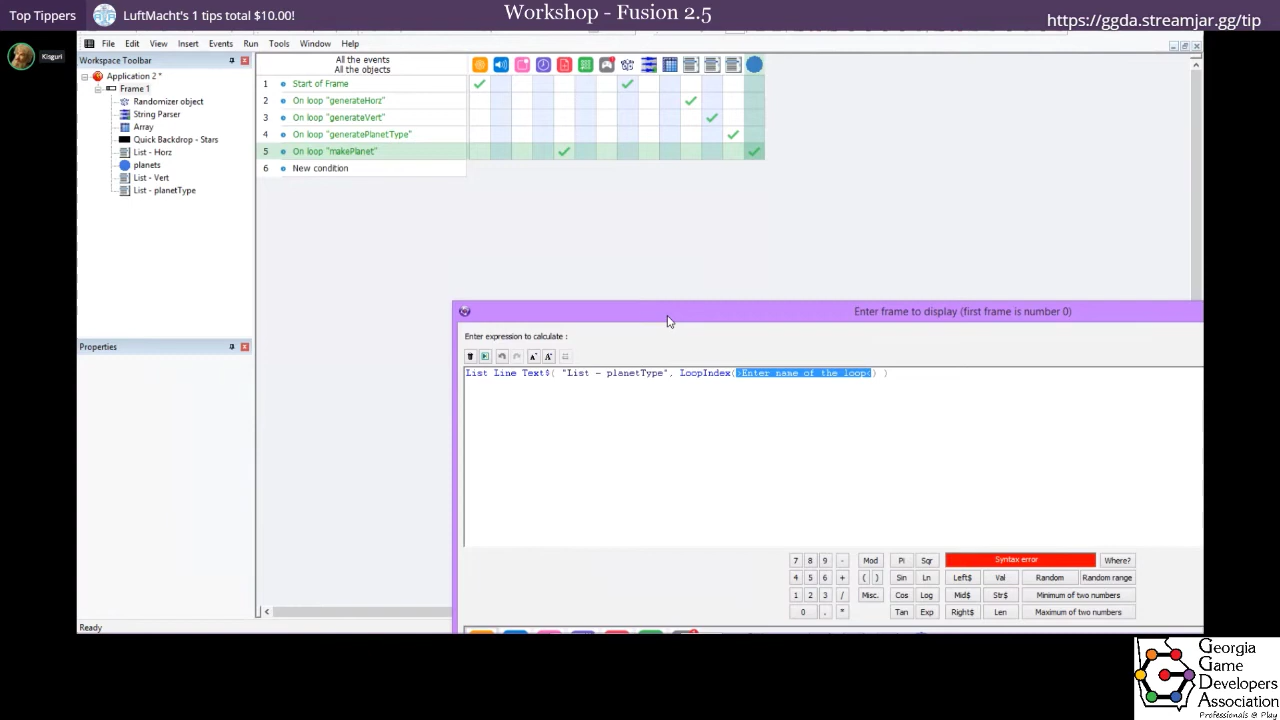 Top Tippers
LuftMacht's 1 tips total $10.00!
Workshop - Fusion 2.5
https://ggda.streamjar.gg/tip
Kisguri
File Edit View Insert Events Run Tools Window Help
Workspace Toolbar
Application 2 *
Frame 1
Randomizer object
String Parser
Array
Quick Backdrop - Stars
List - Horz
planets
List - Vert
List - planetType
Properties
All the events
All the objects
1 Start of Frame
2 On loop "generateHorz"
3 On loop "generateVert"
4 On loop "generatePlanetType"
5 On loop "makePlanet"
6 New condition
Enter frame to display (first frame is number 0)
Enter expression to calculate :
List Line Text$( "List - planetType", LoopIndex(>Enter name of the loop<) )
7 8 9 - Mod Pi Sqr Syntax error Where?
4 5 6 + ( ) Sin Ln Left$ Val Random Random range
1 2 3 / Misc. Cos Log Mid$ Str$ Minimum of two numbers
0 . * Tan Exp Right$ Len Maximum of two numbers
Ready
Georgia
Game
Developers
Association
Professionals @ Play